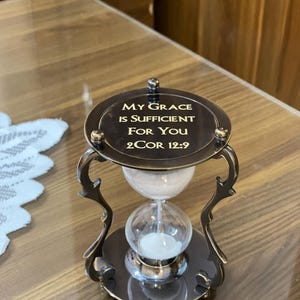 My Grace
is Sufficient
For You
2Cor 12:9